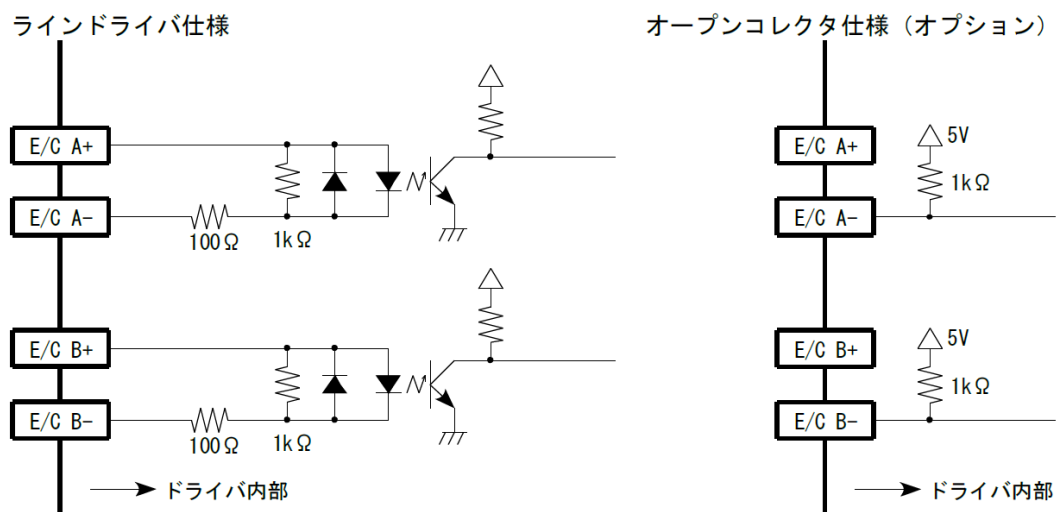 ラインドライバ仕様
E/C A+
E/C A-
100Ω
1kΩ
E/C B+
E/C B-
100Ω
1kΩ
ドライバ内部
オープンコレクタ仕様（オプション）
E/C A+
5V
1kΩ
E/C A-
E/C B+
5V
1kΩ
E/C B-
ドライバ内部